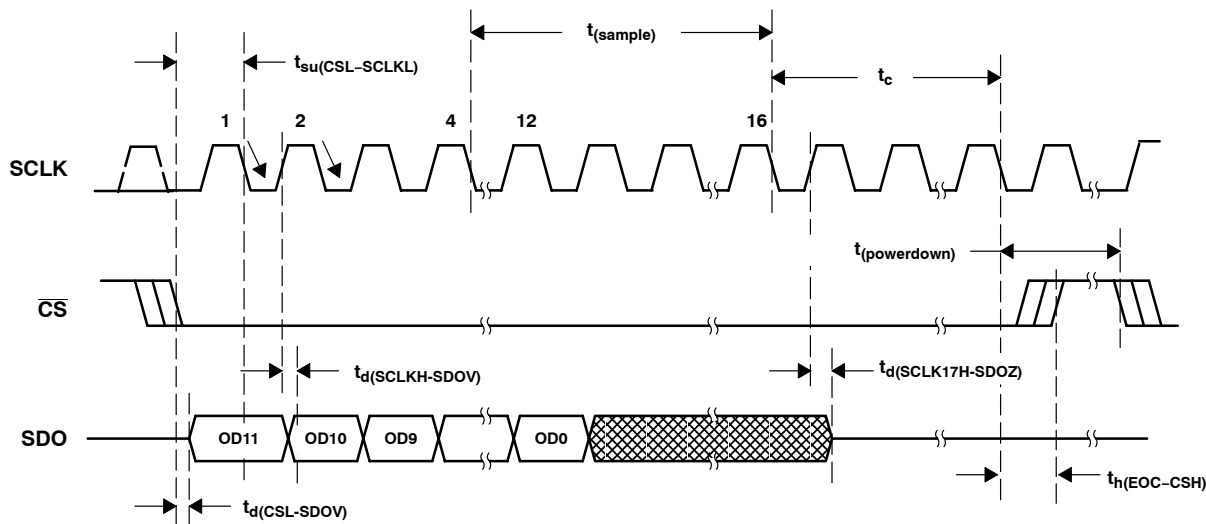 t(sample)
tsu(CSL–SCLKL)
tc
1 2 4 12 16
SCLK
t(powerdown)
CS
td(SCLKH-SDOV)
td(SCLK17H-SDOZ)
SDO
OD11 OD10 OD9 OD0
th(EOC–CSH)
td(CSL-SDOV)